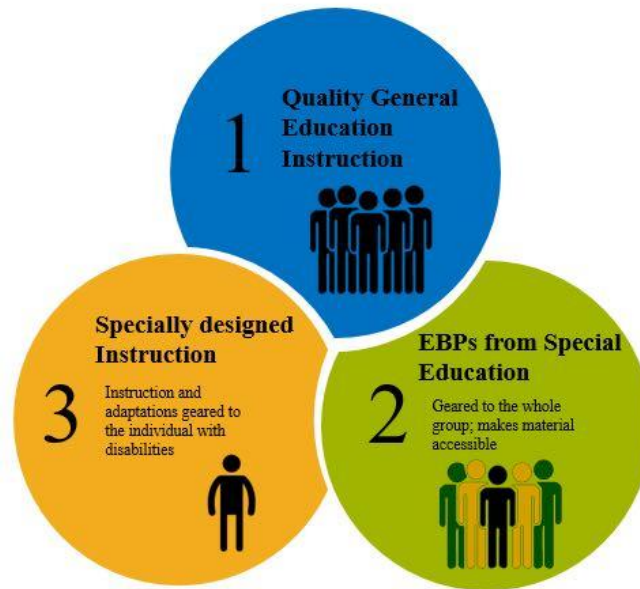 1
Quality General
Education
Instruction
EBPs from Special
Education
2
Geared to the whole
group; makes material
accessible
Specially designed
Instruction
3
Instruction and
adaptations geared to
the individual with
disabilities